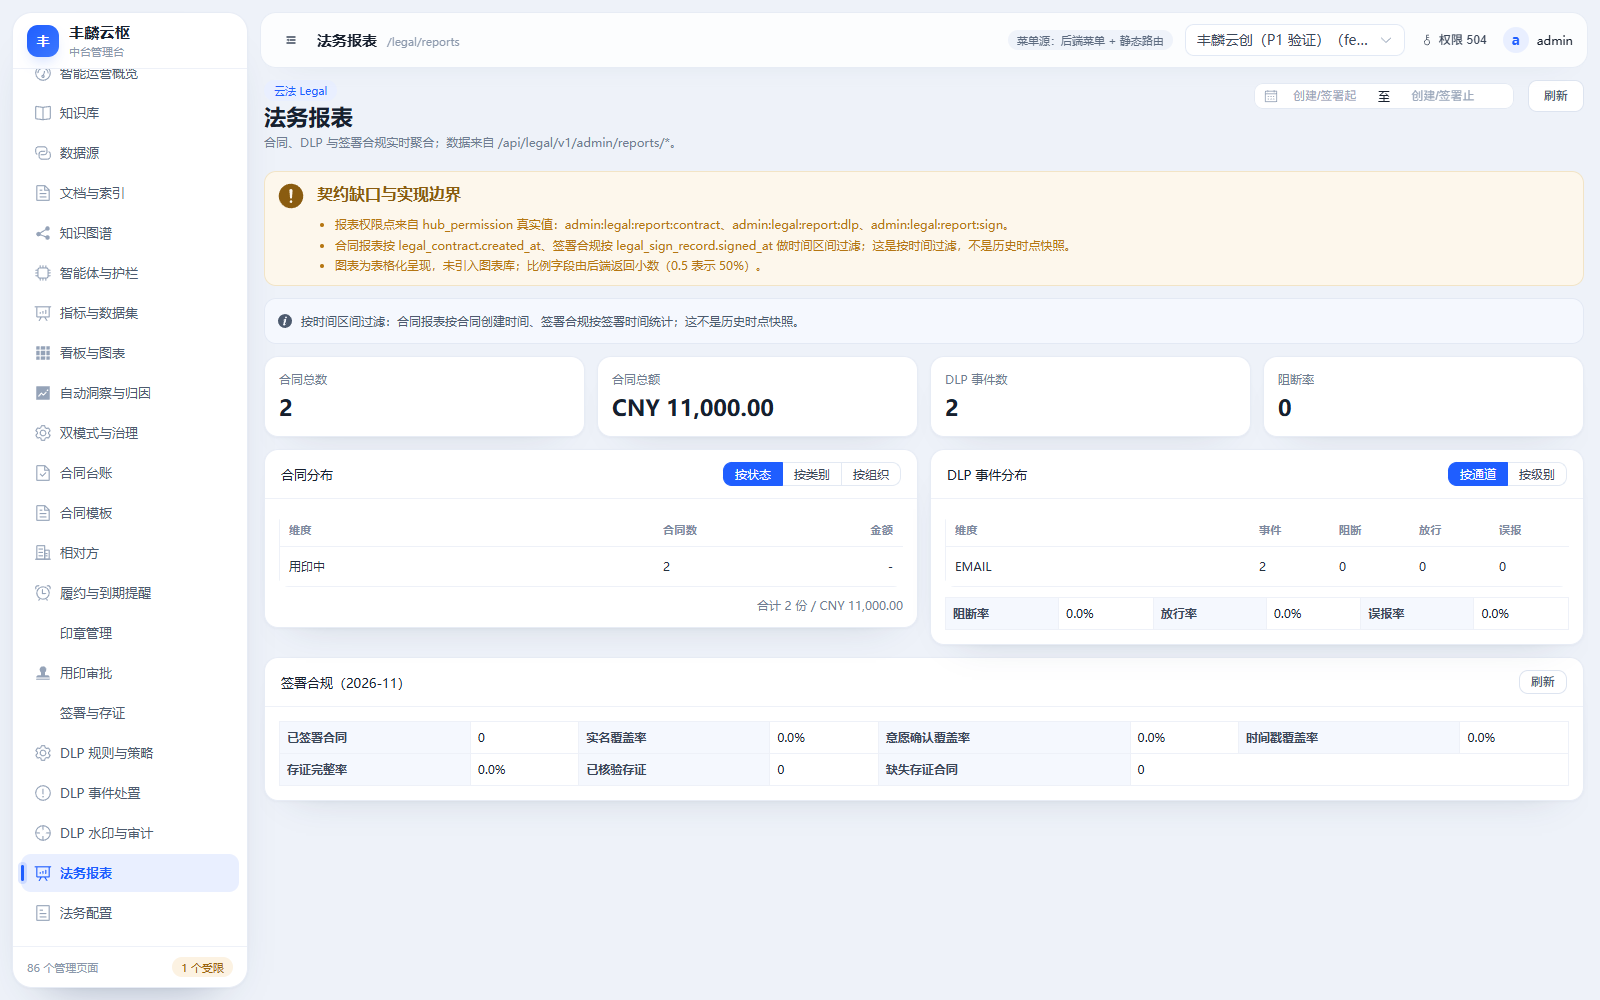 丰
丰麟云枢
中台管理台
智能运营概览
知识库
数据源
文档与索引
知识图谱
智能体与护栏
指标与数据集
看板与图表
自动洞察与归因
双模式与治理
合同台账
合同模板
相对方
履约与到期提醒
印章管理
用印审批
签署与存证
DLP 规则与策略
DLP 事件处置
DLP 水印与审计
法务报表
法务配置
86 个管理页面
1 个受限
法务报表 /legal/reports
菜单源：后端菜单 + 静态路由
丰麟云创（P1 验证）（fe...
权限 504
a
admin
云法 Legal
法务报表
合同、DLP 与签署合规实时聚合；数据来自 /api/legal/v1/admin/reports/*。
创建/签署起 至 创建/签署止
刷新
契约缺口与实现边界
报表权限点来自 hub_permission 真实值：admin:legal:report:contract、admin:legal:report:dlp、admin:legal:report:sign。
合同报表按 legal_contract.created_at、签署合规按 legal_sign_record.signed_at 做时间区间过滤；这是按时间过滤，不是历史时点快照。
图表为表格化呈现，未引入图表库；比例字段由后端返回小数（0.5 表示 50%）。
按时间区间过滤：合同报表按合同创建时间、签署合规按签署时间统计；这不是历史时点快照。
合同总数
2
合同总额
CNY 11,000.00
DLP 事件数
2
阻断率
0
合同分布
按状态 按类别 按组织
维度 合同数 金额
用印中 2 -
合计 2 份 / CNY 11,000.00
DLP 事件分布
按通道 按级别
维度 事件 阻断 放行 误报
EMAIL 2 0 0 0
阻断率 0.0% 放行率 0.0% 误报率 0.0%
签署合规（2026-11）
刷新
已签署合同 0 实名覆盖率 0.0% 意愿确认覆盖率 0.0% 时间戳覆盖率 0.0%
存证完整率 0.0% 已核验存证 0 缺失存证合同 0